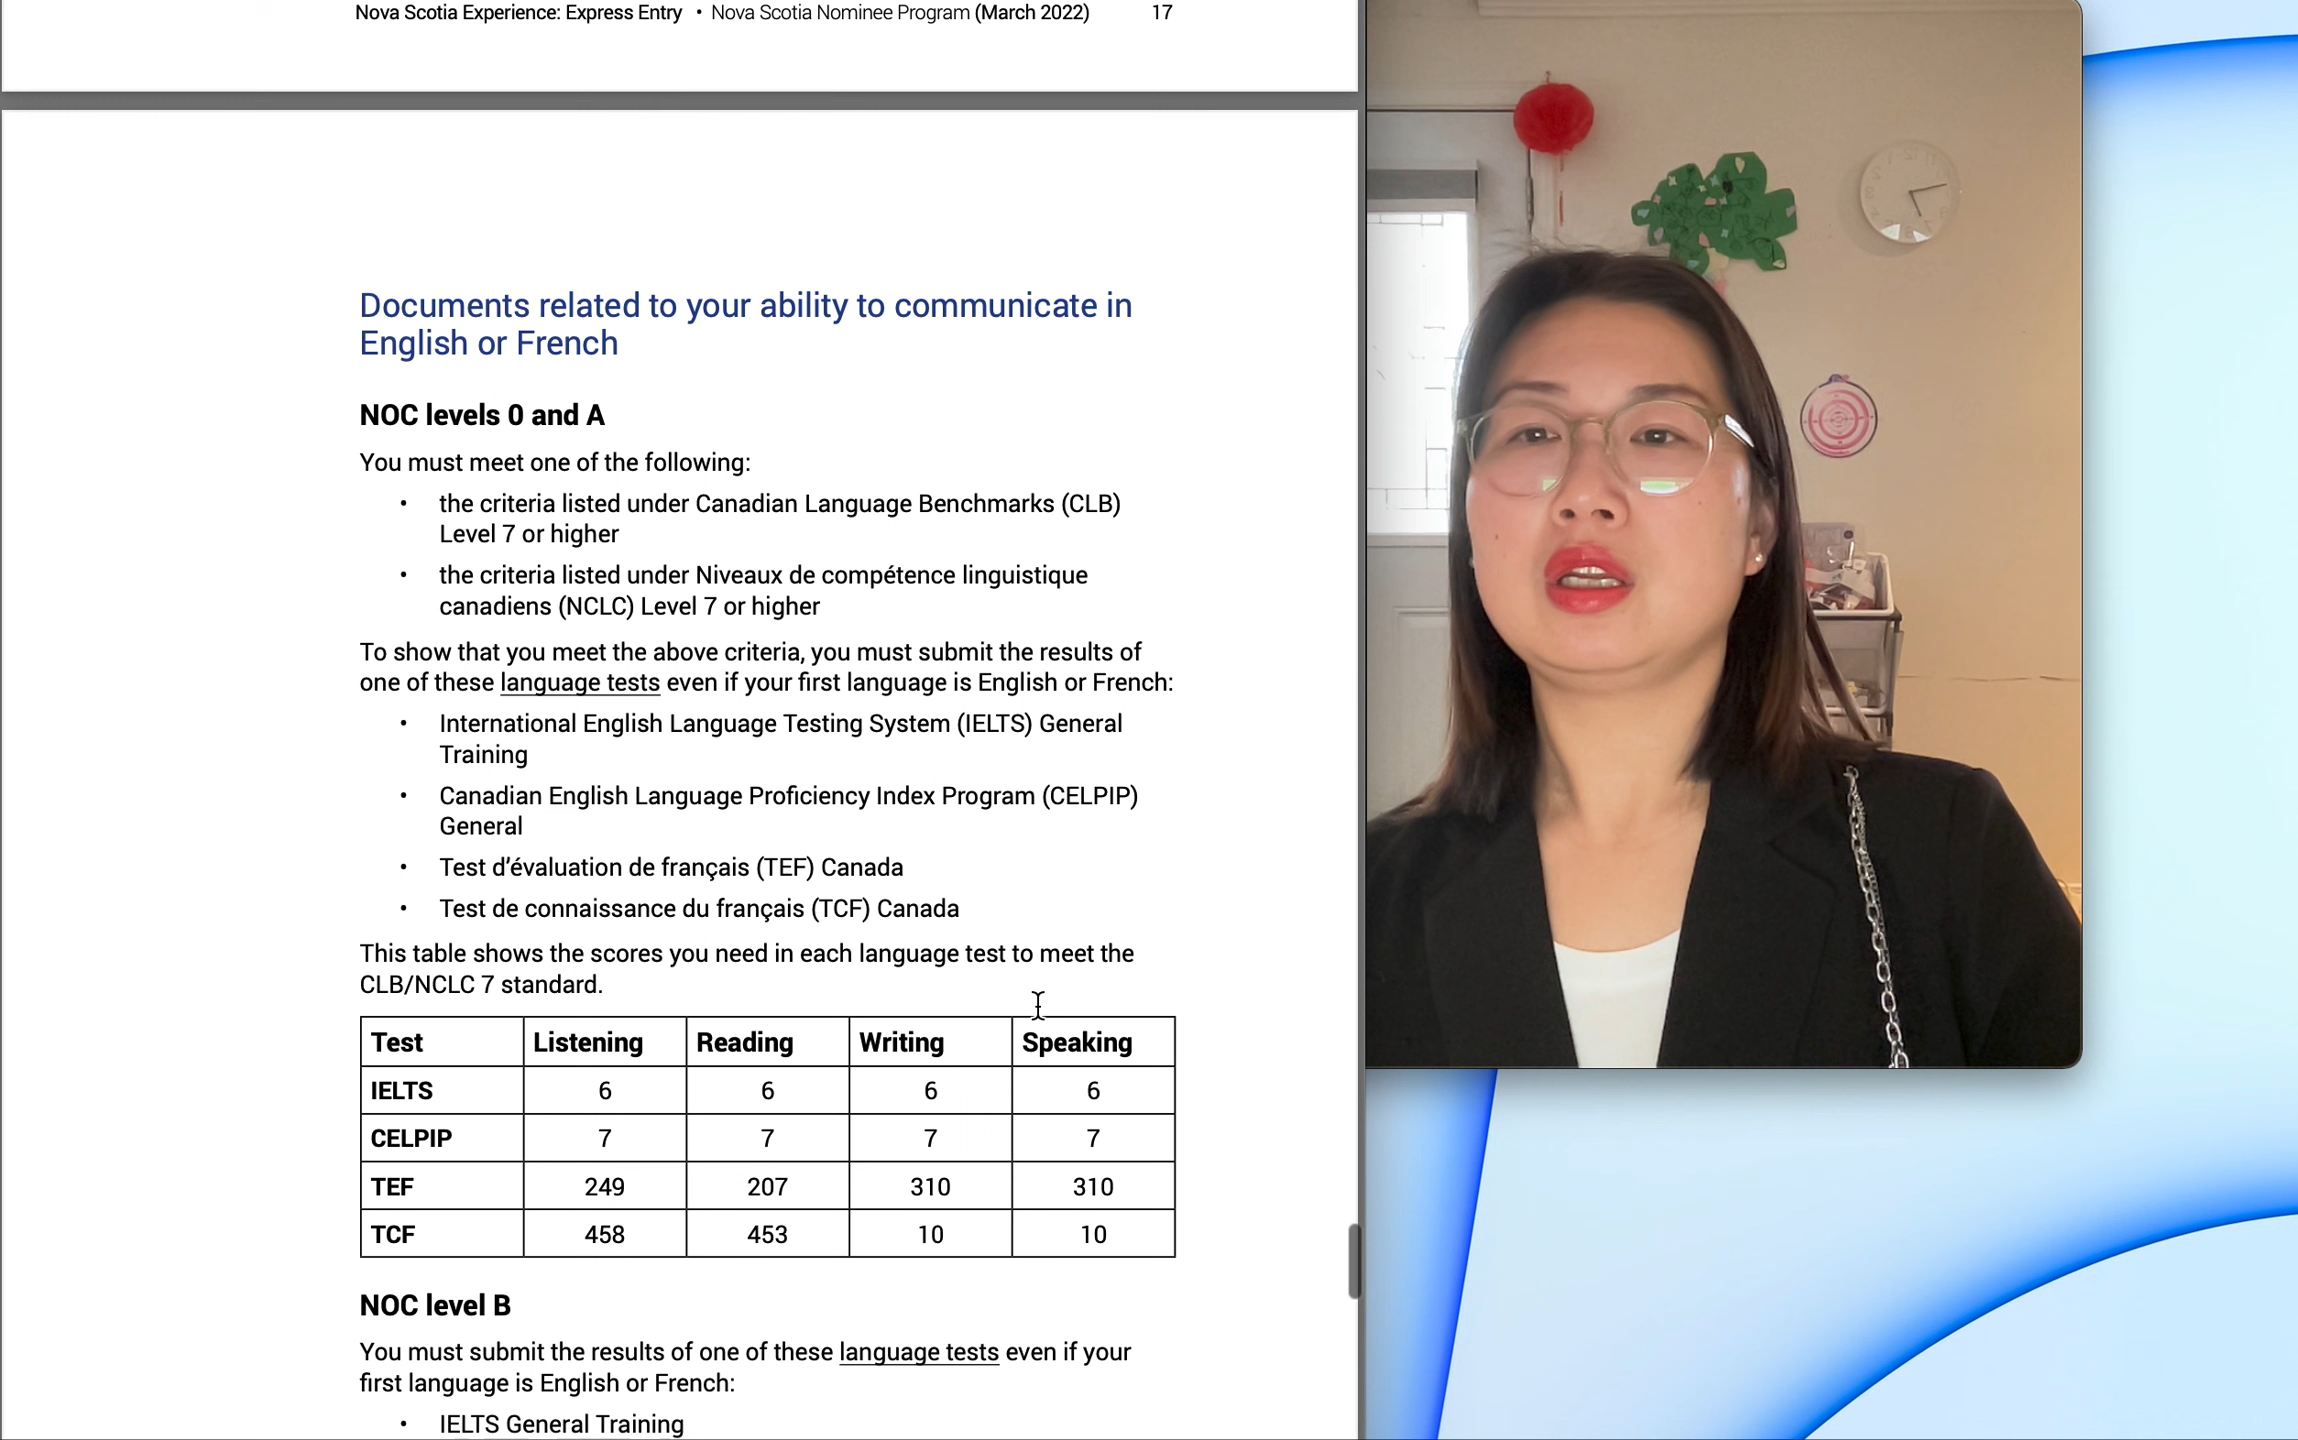 Nova Scotia Experience: Express Entry • Nova Scotia Nominee Program (March 2022) 17
Documents related to your ability to communicate in
English or French
NOC levels 0 and A
You must meet one of the following:
• the criteria listed under Canadian Language Benchmarks (CLB)
Level 7 or higher
• the criteria listed under Niveaux de compétence linguistique
canadiens (NCLC) Level 7 or higher
To show that you meet the above criteria, you must submit the results of
one of these language tests even if your first language is English or French:
• International English Language Testing System (IELTS) General
Training
• Canadian English Language Proficiency Index Program (CELPIP)
General
• Test d’évaluation de français (TEF) Canada
• Test de connaissance du français (TCF) Canada
This table shows the scores you need in each language test to meet the
CLB/NCLC 7 standard.
Test Listening Reading Writing Speaking
IELTS 6 6 6 6
CELPIP 7 7 7 7
TEF 249 207 310 310
TCF 458 453 10 10
NOC level B
You must submit the results of one of these language tests even if your
first language is English or French:
• IELTS General Training